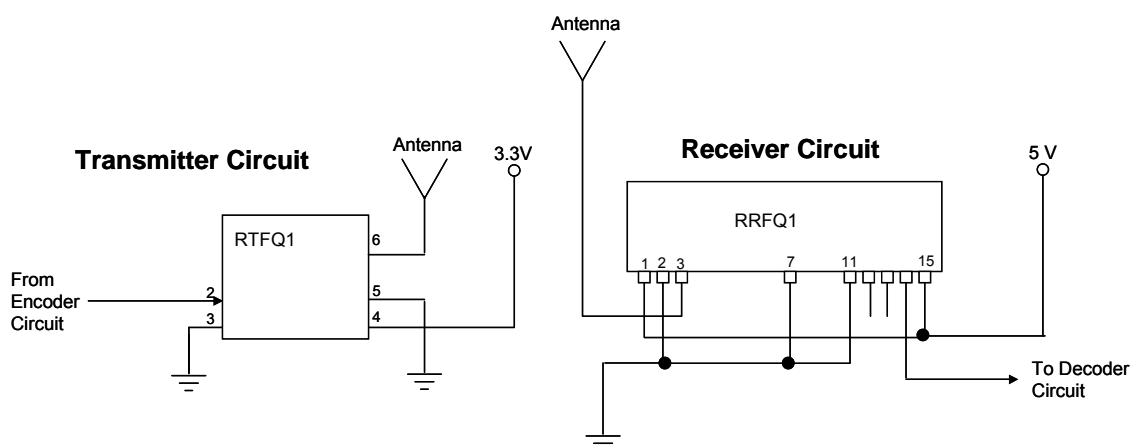 Antenna
Transmitter Circuit
Antenna
3.3V
RTFQ1
6
5
4
2
3
From
Encoder
Circuit
Receiver Circuit
5 V
RRFQ1
1 2 3 7 11 15
To Decoder
Circuit